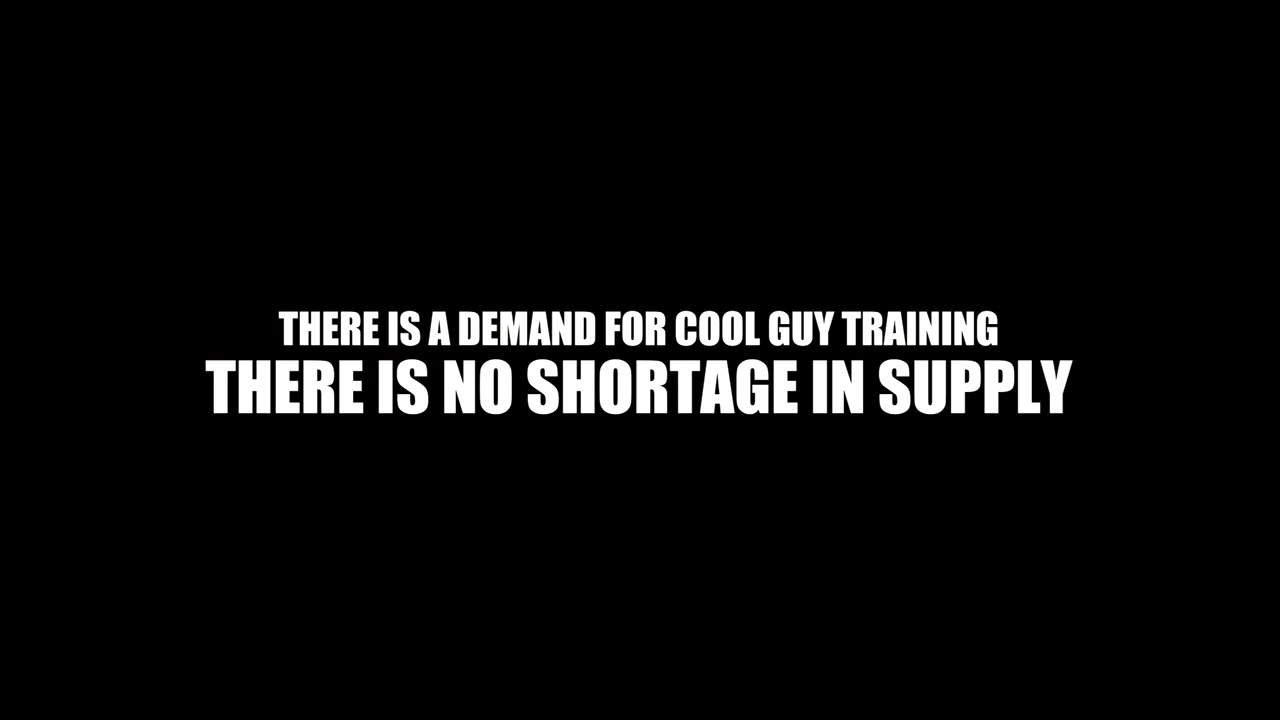 THERE IS A DEMAND FOR COOL GUY TRAINING
THERE IS NO SHORTAGE IN SUPPLY